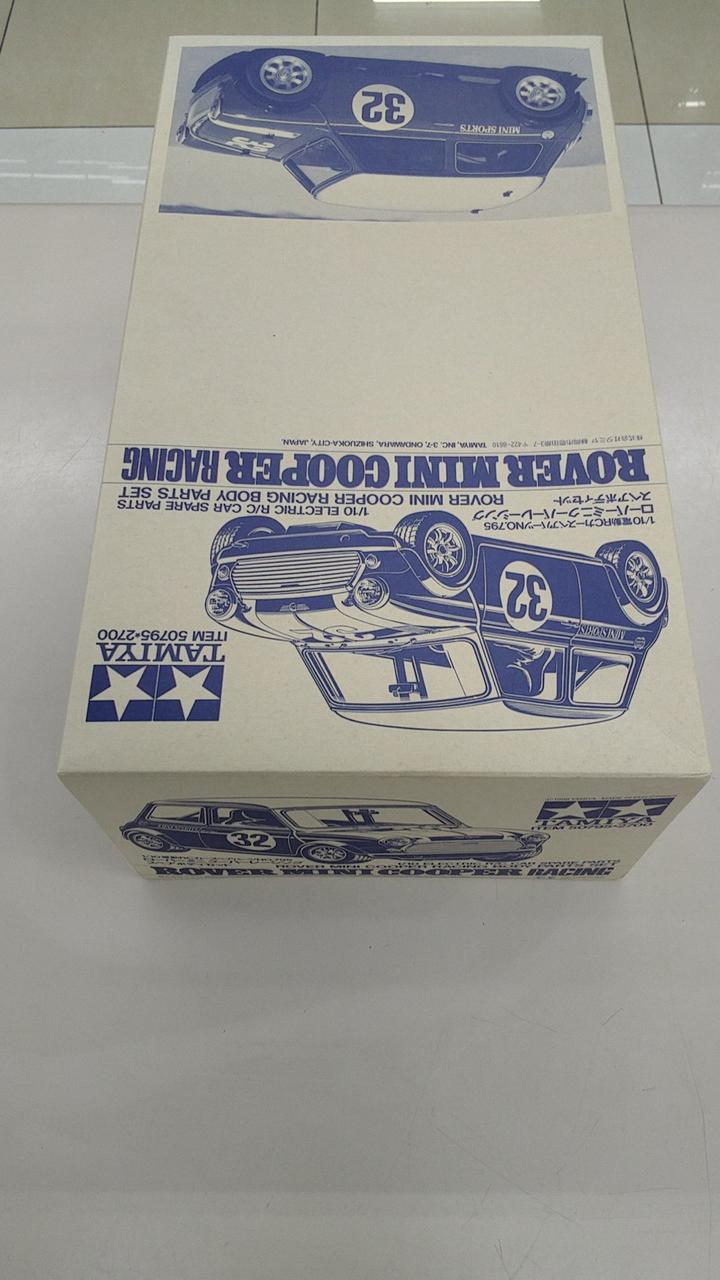 1/10電動RCカースペアパーツNO.795
ローバーミニクーパーレーシング
スペアボディセット
1/10 ELECTRIC R/C CAR SPARE PARTS
ROVER MINI COOPER RACING BODY PARTS SET
ROVER MINI COOPER RACING
株式会社タミヤ 静岡市恩田原3-7 〒422-8610 TAMIYA, INC. 3-7, ONDAWARA, SHIZUOKA-CITY, JAPAN.
TAMIYA
ITEM 50795*2700
32
MINI SPORTS
32
MINI SPORTS
32
32
TAMIYA
ITEM 50795*2700
ROVER MINI COOPER RACING